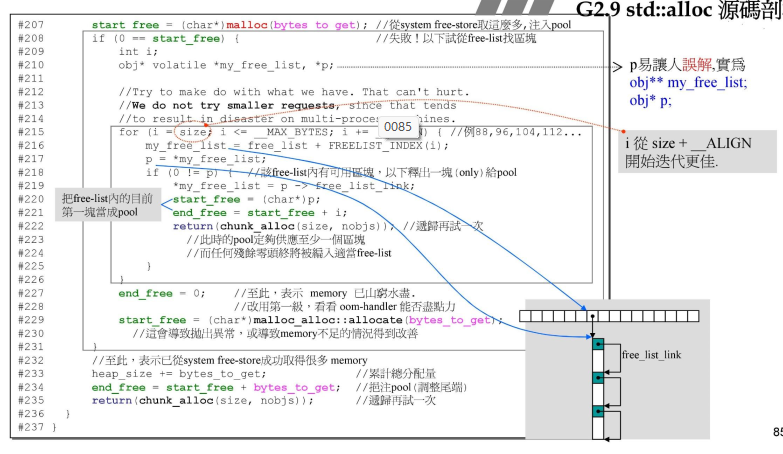 G2.9 std::alloc 源碼剖
#207 start_free = (char*)malloc(bytes_to_get); //從system free-store取這麼多,注入pool
#208 if (0 == start_free) { //失敗!以下試從free-list找區塊
#209 int i;
#210 obj* volatile *my_free_list, *p;
p易讓人誤解,實爲
obj** my_free_list;
obj* p;
#211
#212 //Try to make do with what we have. That can't hurt.
#213 //We do not try smaller requests, since that tends
#214 //to result in disaster on multi-proce hines.
0085
#215 for (i = size; i <= __MAX_BYTES; i += N) { //例88,96,104,112...
i 從 size + __ALIGN
開始迭代更佳.
#216 my_free_list = free_list + FREELIST_INDEX(i);
#217 p = *my_free_list;
#218 if (0 != p) { //該free-list內有可用區塊,以下釋出一塊(only)給pool
#219 *my_free_list = p -> free_list_link;
#220 start_free = (char*)p;
#221 end_free = start_free + i;
把free-list內的目前
第一塊當成pool
#222 return(chunk_alloc(size, nobjs)); //遞歸再試一次
#223 //此時的pool定夠供應至少一個區塊
#224 //而任何殘餘零頭終將被編入適當free-list
#225 }
#226 }
#227 end_free = 0; //至此,表示 memory 已山窮水盡.
#228 //改用第一級,看看 oom-handler 能否盡點力
#229 start_free = (char*)malloc_alloc::allocate(bytes_to_get);
#230 //這會導致拋出異常,或導致memory不足的情況得到改善
#231 }
#232 //至此,表示已從system free-store成功取得很多 memory
#233 heap_size += bytes_to_get; //累計總分配量
#234 end_free = start_free + bytes_to_get; //挹注pool(調整尾端)
#235 return(chunk_alloc(size, nobjs)); //遞歸再試一次
#236 }
#237 }
free_list_link
85